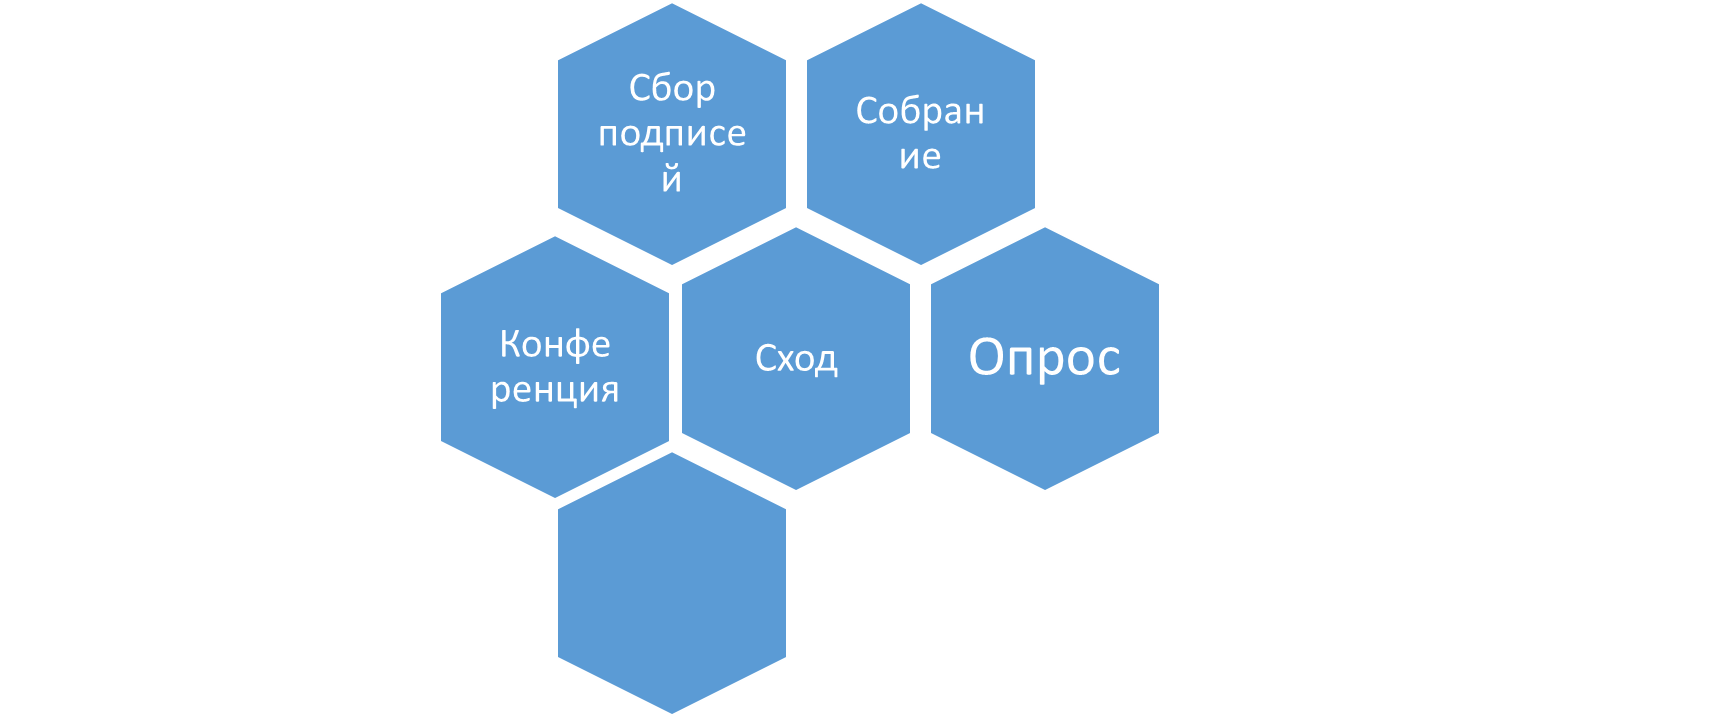 Сбор
подписе
й
Собран
ие
Конфе
ренция
Сход
Опрос